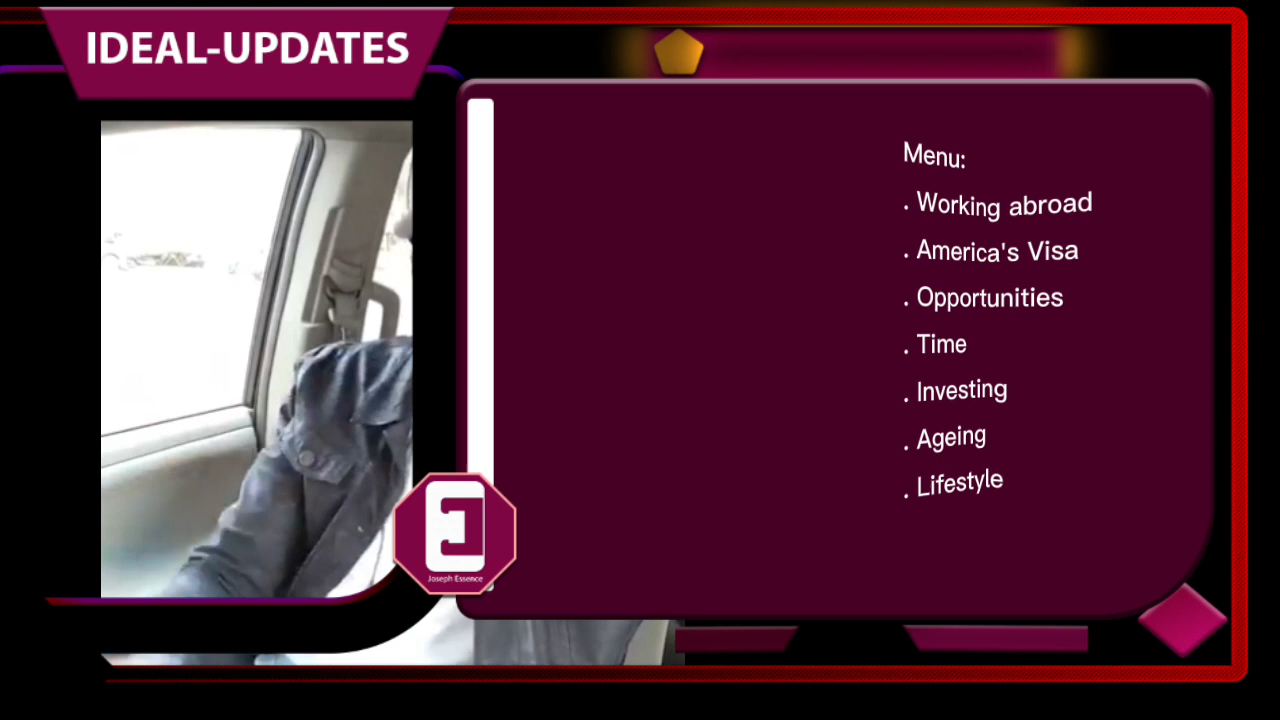 IDEAL-UPDATES
Menu:
. Working abroad
. America's Visa
. Opportunities
. Time
. Investing
. Ageing
. Lifestyle
Joseph Essence